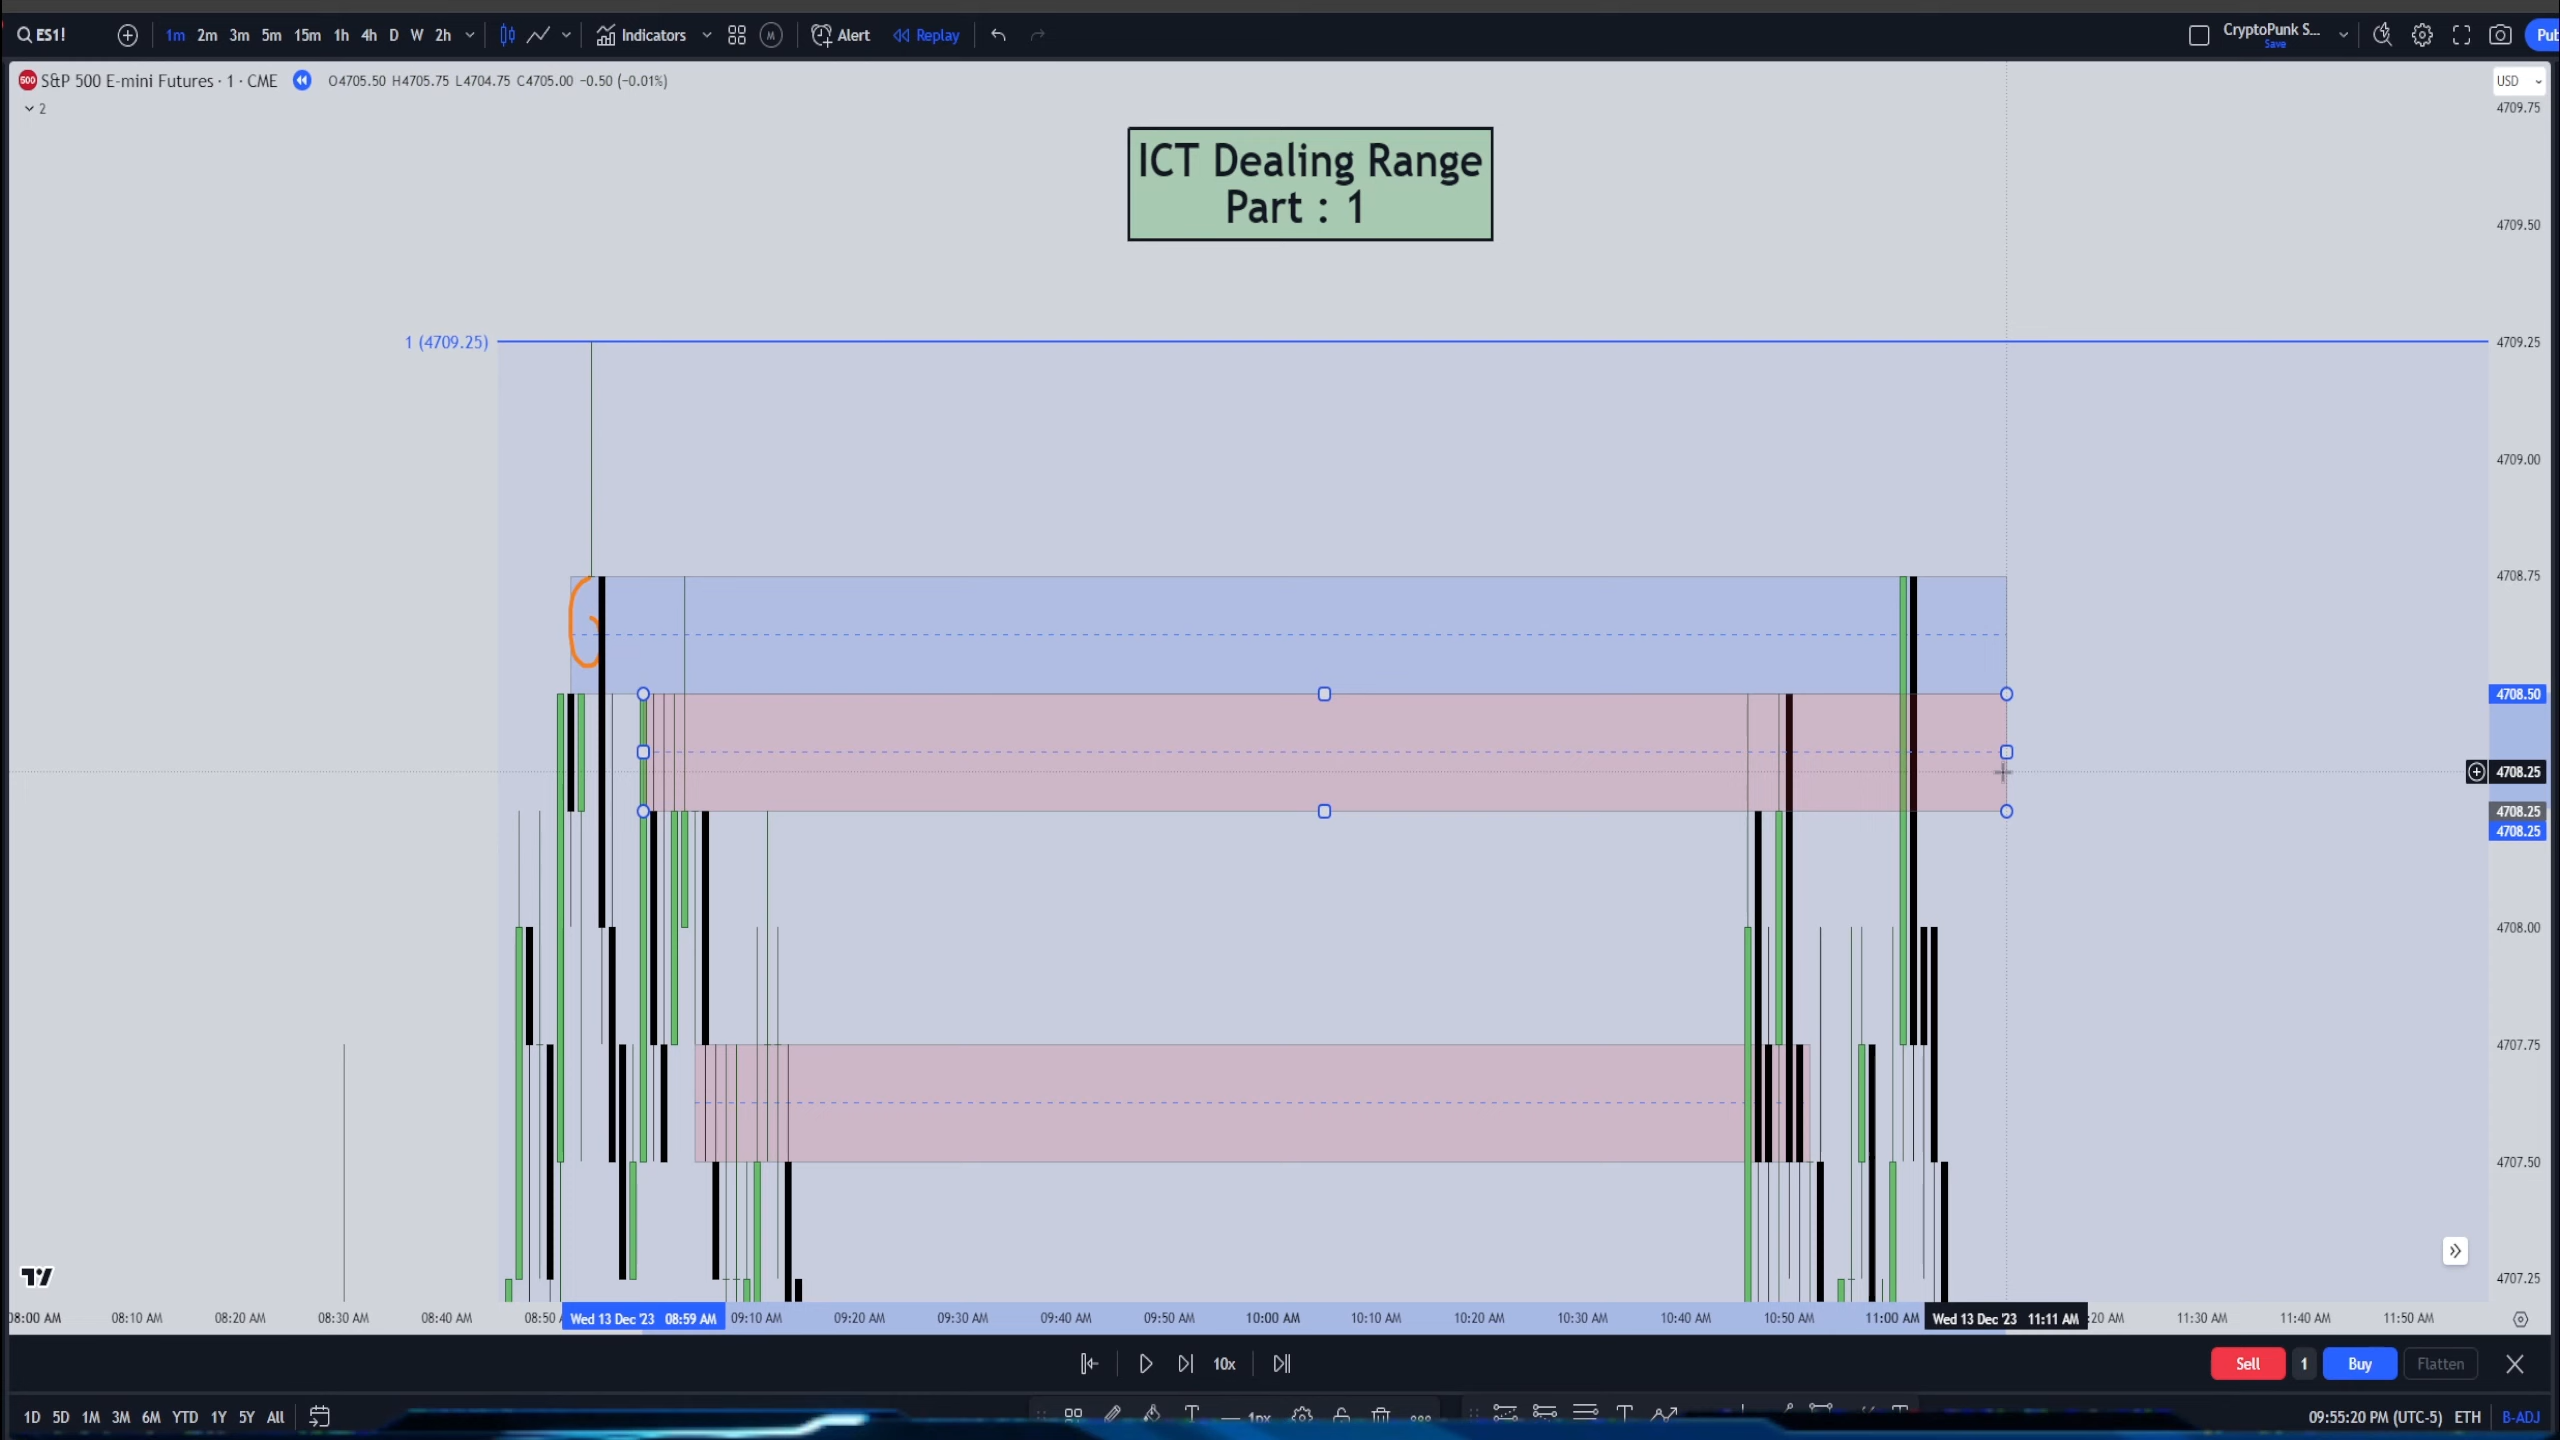 ES1! 1m 2m 3m 5m 15m 1h 4h D W 2h Indicators M Alert Replay CryptoPunk S... Save
S&P 500 E-mini Futures · 1 · CME O4705.50 H4705.75 L4704.75 C4705.00 −0.50 (−0.01%) USD
2
4709.75
ICT Dealing Range
Part : 1
4709.50
1 (4709.25)
4709.25
4709.00
4708.75
4708.50
4708.25
4708.25
4708.25
4708.00
4707.75
4707.50
4707.25
08:10 AM 08:20 AM 08:30 AM 08:40 AM Wed 13 Dec '23 08:59 AM 09:10 AM 09:20 AM 09:30 AM 09:40 AM 09:50 AM 10:00 AM 10:10 AM 10:20 AM 10:30 AM 10:40 AM 10:50 AM 11:00 AM Wed 13 Dec '23 11:11 AM 11:30 AM 11:40 AM 11:50 AM
10x Sell 1 Buy Flatten
1D 5D 1M 3M 6M YTD 1Y 5Y All 1px 09:55:20 PM (UTC-5) ETH B-ADJ